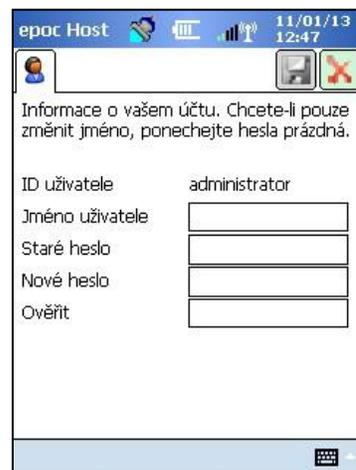 epoc Host 11/01/13
12:47
Informace o vašem účtu. Chcete-li pouze
změnit jméno, ponechejte hesla prázdná.
ID uživatele administrator
Jméno uživatele
Staré heslo
Nové heslo
Ověřit